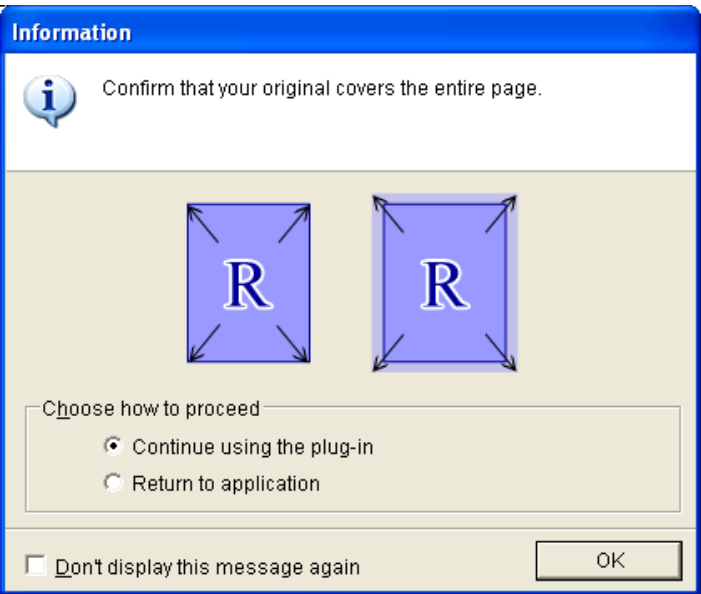 Information
Confirm that your original covers the entire page.
R R
Choose how to proceed
Continue using the plug-in
Return to application
Don't display this message again
OK